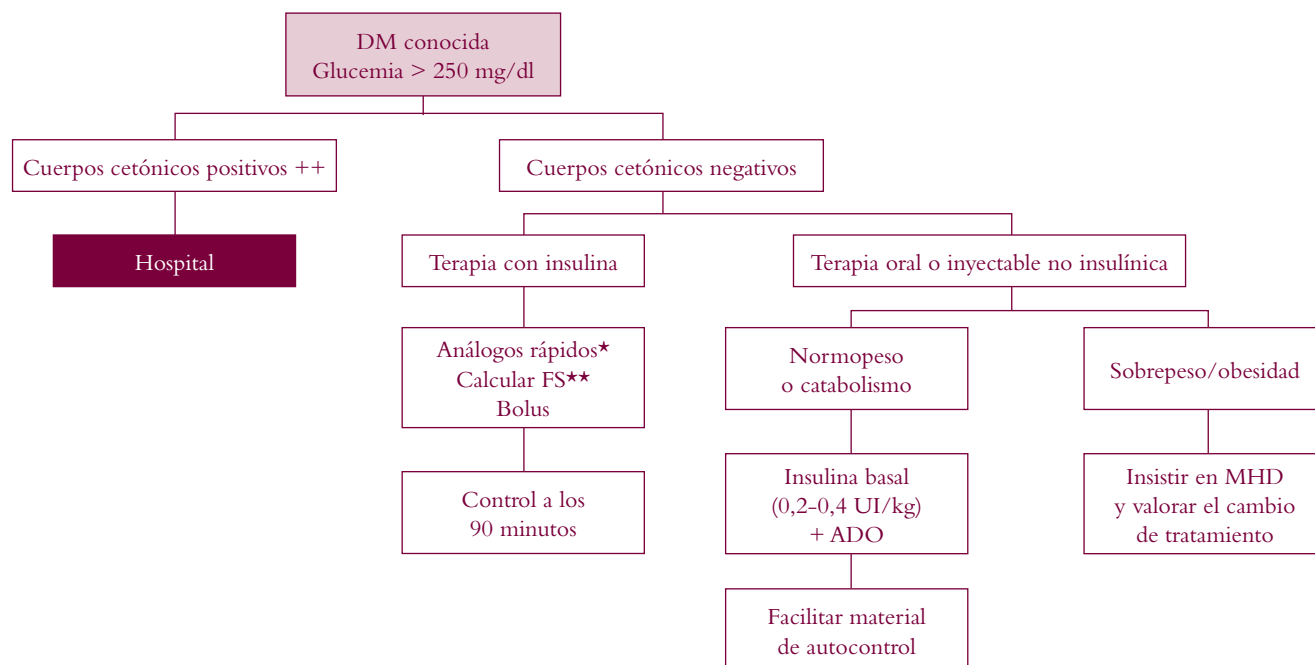 DM conocida
Glucemia > 250 mg/dl
Cuerpos cetónicos positivos ++
Cuerpos cetónicos negativos
Hospital
Terapia con insulina
Terapia oral o inyectable no insulínica
Análogos rápidos★
Calcular FS★★
Bolus
Normopeso
o catabolismo
Sobrepeso/obesidad
Control a los
90 minutos
Insulina basal
(0,2-0,4 UI/kg)
+ ADO
Insistir en MHD
y valorar el cambio
de tratamiento
Facilitar material
de autocontrol